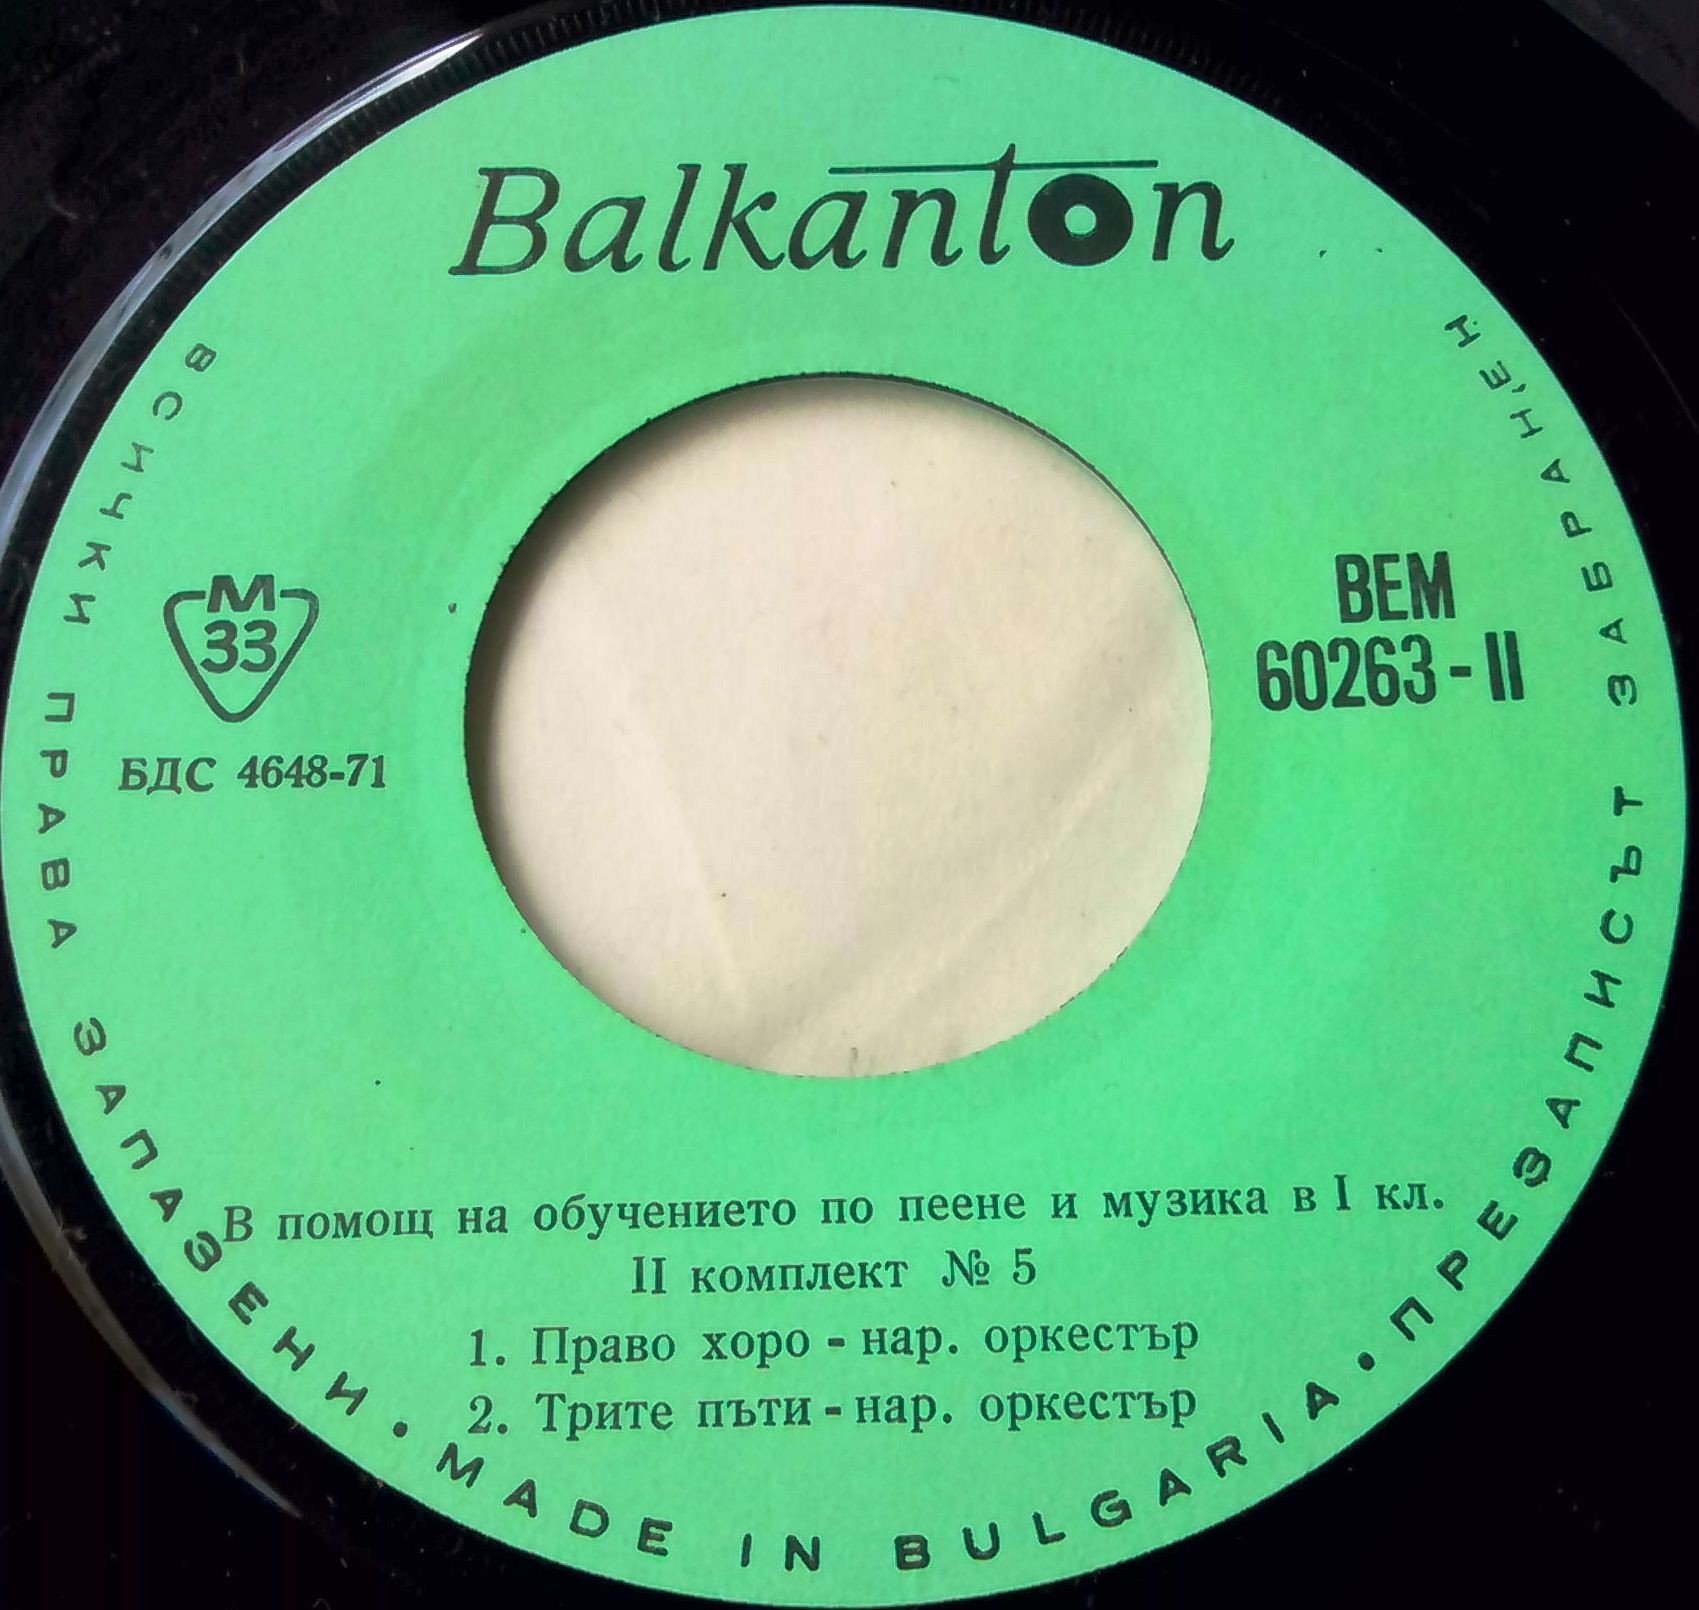 Balkanton
M
33
БДС 4648-71
ВЕМ
60263-II
В помощ на обучението по пеене и музика в I кл.
II комплект № 5
1. Право хоро - нар. оркестър
2. Трите пъти - нар. оркестър
ВСИЧКИ ПРАВА ЗАПАЗЕНИ • MADE IN BULGARIA • ПРЕЗАПИСЪТ ЗАБРАНЕН